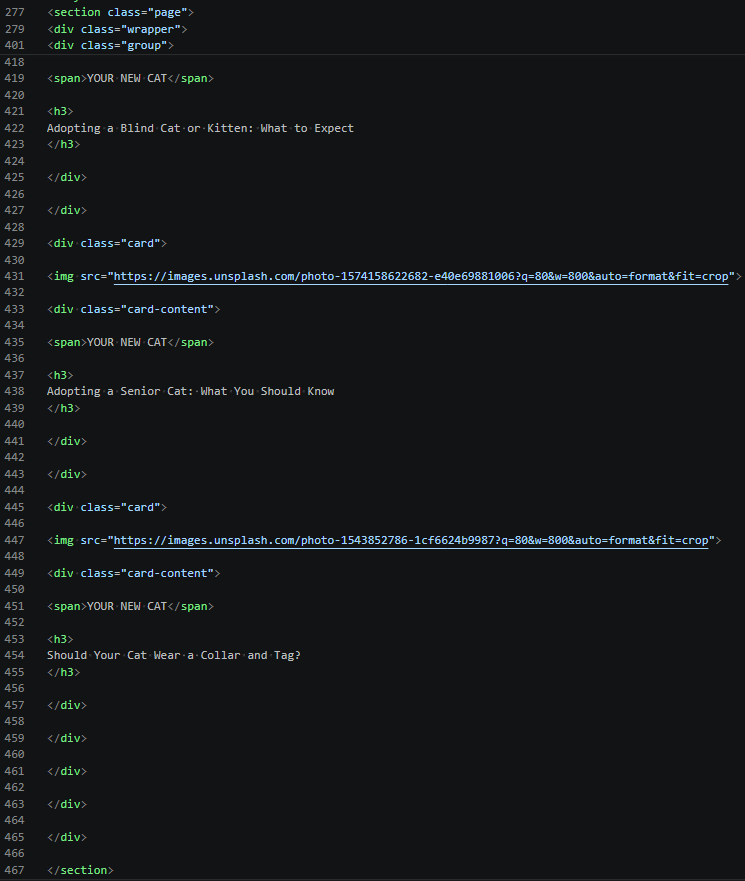 277 <section class="page">
279 <div class="wrapper">
401 <div class="group">
418
419 <span>YOUR NEW CAT</span>
420
421 <h3>
422 Adopting a Blind Cat or Kitten: What to Expect
423 </h3>
424
425 </div>
426
427 </div>
428
429 <div class="card">
430
431 <img src="https://images.unsplash.com/photo-1574158622682-e40e69881006?q=80&w=800&auto=format&fit=crop">
432
433 <div class="card-content">
434
435 <span>YOUR NEW CAT</span>
436
437 <h3>
438 Adopting a Senior Cat: What You Should Know
439 </h3>
440
441 </div>
442
443 </div>
444
445 <div class="card">
446
447 <img src="https://images.unsplash.com/photo-1543852786-1cf6624b9987?q=80&w=800&auto=format&fit=crop">
448
449 <div class="card-content">
450
451 <span>YOUR NEW CAT</span>
452
453 <h3>
454 Should Your Cat Wear a Collar and Tag?
455 </h3>
456
457 </div>
458
459 </div>
460
461 </div>
462
463 </div>
464
465 </div>
466
467 </section>